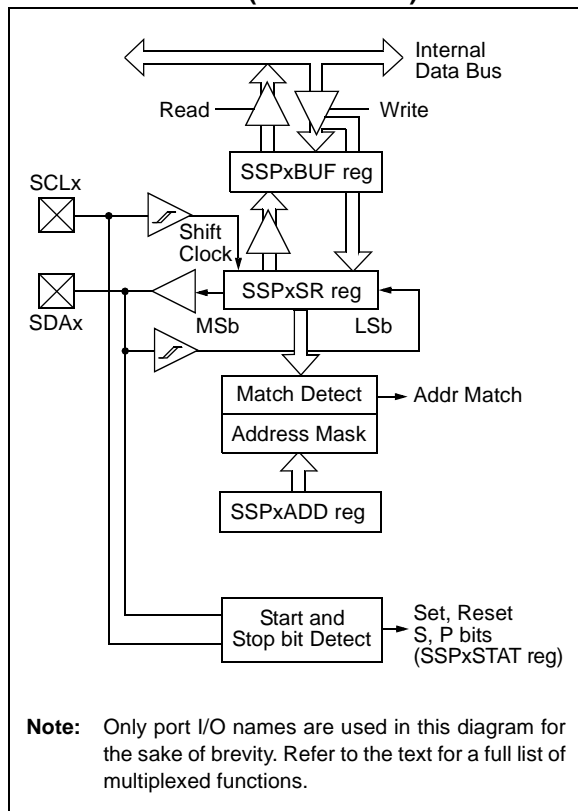 Internal
Data Bus
Read
Write
SSPxBUF reg
SCLx
Shift
Clock
SSPxSR reg
SDAx
MSb
LSb
Match Detect
Addr Match
Address Mask
SSPxADD reg
Start and
Stop bit Detect
Set, Reset
S, P bits
(SSPxSTAT reg)
Note: Only port I/O names are used in this diagram for
the sake of brevity. Refer to the text for a full list of
multiplexed functions.